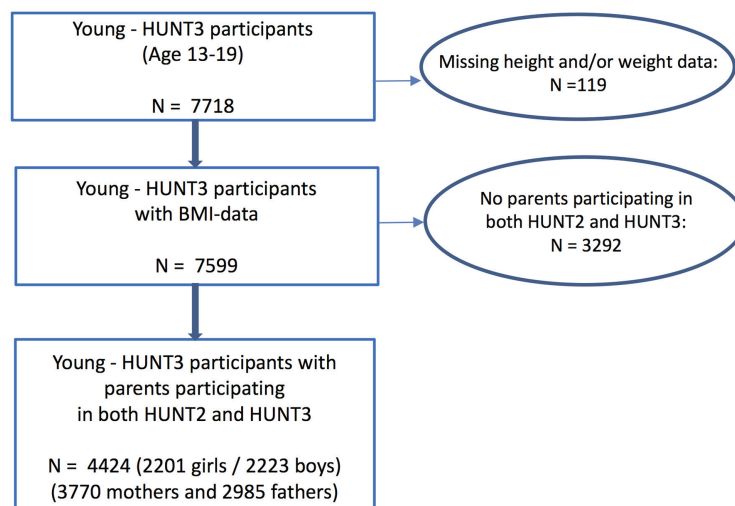 Young - HUNT3 participants
(Age 13-19)
N = 7718
Missing height and/or weight data:
N =119
Young - HUNT3 participants
with BMI-data
N = 7599
No parents participating in
both HUNT2 and HUNT3:
N = 3292
Young - HUNT3 participants with
parents participating
in both HUNT2 and HUNT3
N = 4424 (2201 girls / 2223 boys)
(3770 mothers and 2985 fathers)